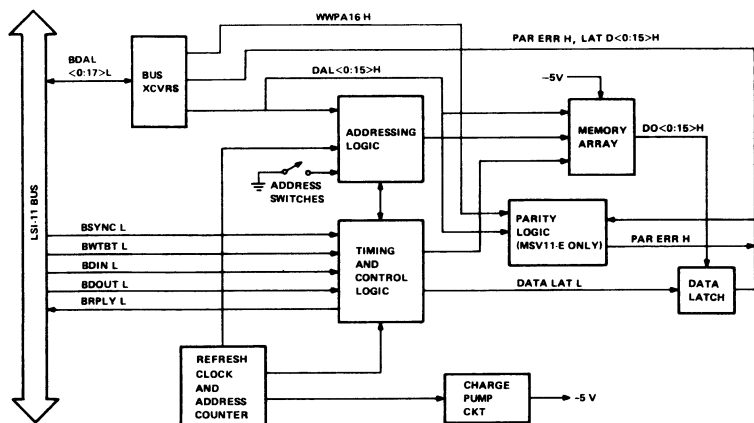 WWPA16 H
PAR ERR H, LAT D<0:15>H
BDAL
<0:17>L
BUS
XCVRS
DAL<0:15>H
–5V
ADDRESSING
LOGIC
MEMORY
ARRAY
DO<0:15>H
ADDRESS
SWITCHES
LSI-11 BUS
BSYNC L
BWTBT L
BDIN L
BDOUT L
BRPLY L
TIMING
AND
CONTROL
LOGIC
PARITY
LOGIC
(MSV11-E ONLY)
PAR ERR H
DATA LAT L
DATA
LATCH
REFRESH
CLOCK
AND
ADDRESS
COUNTER
CHARGE
PUMP
CKT
–5 V